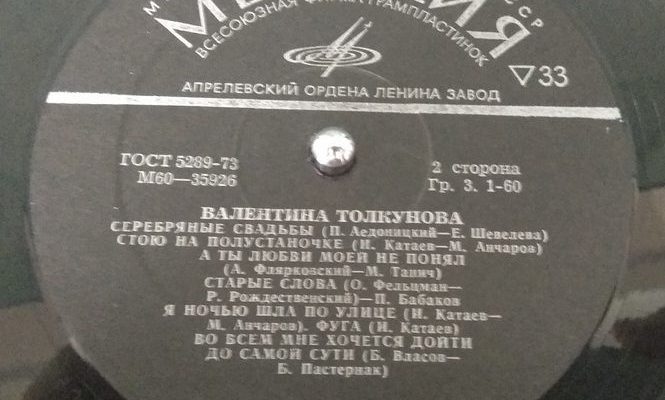 ССР
ВСЕСОЮЗНАЯ ФИРМА ГРАМПЛАСТИНОК
▽33
АПРЕЛЕВСКИЙ ОРДЕНА ЛЕНИНА ЗАВОД
ГОСТ 5289-73
М60—35926
2 сторона
Гр. 3. 1-60
ВАЛЕНТИНА ТОЛКУНОВА
СЕРЕБРЯНЫЕ СВАДЬБЫ (П. Аедоницкий—Е. Шевелева)
СТОЮ НА ПОЛУСТАНОЧКЕ (И. Катаев—М. Анчаров)
А ТЫ ЛЮБВИ МОЕЙ НЕ ПОНЯЛ
(А. Флярковский—М. Танич)
СТАРЫЕ СЛОВА (О. Фельцман—
Р. Рождественский)—П. Бабаков
Я НОЧЬЮ ШЛА ПО УЛИЦЕ (И. Катаев—
М. Анчаров). ФУГА (И. Катаев)
ВО ВСЕМ МНЕ ХОЧЕТСЯ ДОЙТИ
ДО САМОЙ СУТИ (Б. Власов—
Б. Пастернак)